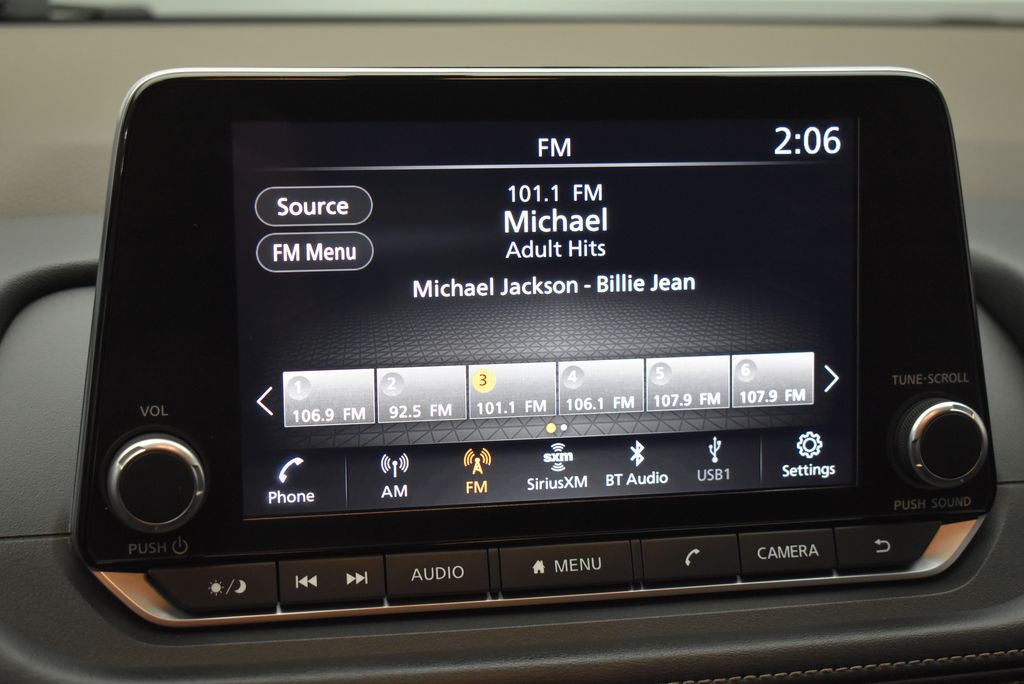 FM
2:06
Source
FM Menu
101.1 FM
Michael
Adult Hits
Michael Jackson - Billie Jean
1
106.9 FM
2
92.5 FM
3
101.1 FM
4
106.1 FM
5
107.9 FM
6
107.9 FM
Phone
AM
FM
sxm
SiriusXM
BT Audio
USB1
Settings
VOL
PUSH
TUNE·SCROLL
PUSH SOUND
AUDIO
MENU
CAMERA